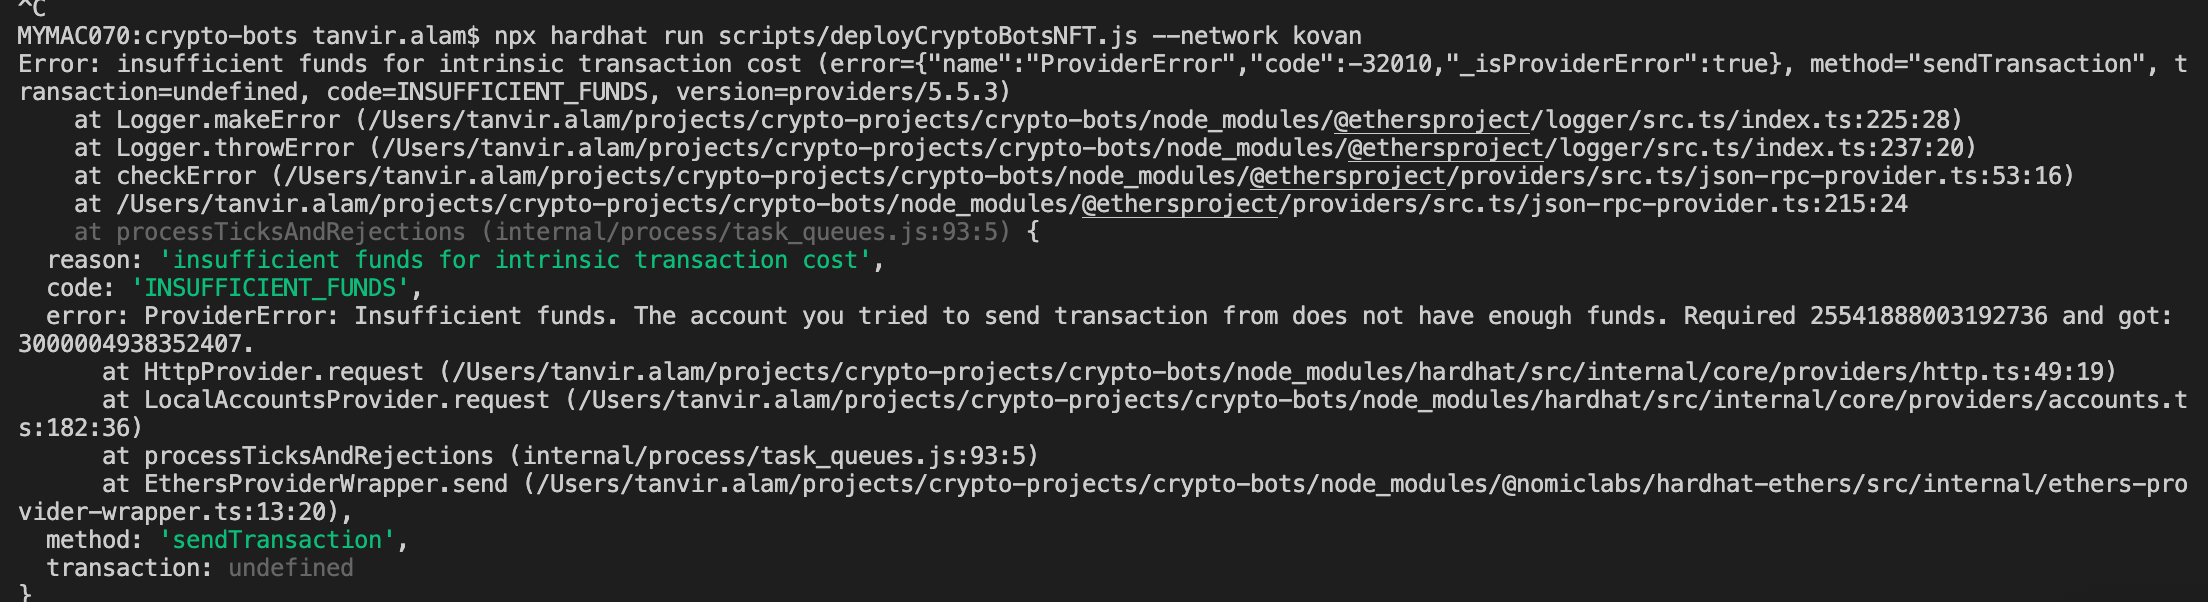 ^C
MYMAC070:crypto-bots tanvir.alam$ npx hardhat run scripts/deployCryptoBotsNFT.js --network kovan
Error: insufficient funds for intrinsic transaction cost (error={"name":"ProviderError","code":-32010,"_isProviderError":true}, method="sendTransaction", t
ransaction=undefined, code=INSUFFICIENT_FUNDS, version=providers/5.5.3)
    at Logger.makeError (/Users/tanvir.alam/projects/crypto-projects/crypto-bots/node_modules/@ethersproject/logger/src.ts/index.ts:225:28)
    at Logger.throwError (/Users/tanvir.alam/projects/crypto-projects/crypto-bots/node_modules/@ethersproject/logger/src.ts/index.ts:237:20)
    at checkError (/Users/tanvir.alam/projects/crypto-projects/crypto-bots/node_modules/@ethersproject/providers/src.ts/json-rpc-provider.ts:53:16)
    at /Users/tanvir.alam/projects/crypto-projects/crypto-bots/node_modules/@ethersproject/providers/src.ts/json-rpc-provider.ts:215:24
    at processTicksAndRejections (internal/process/task_queues.js:93:5) {
  reason: 'insufficient funds for intrinsic transaction cost',
  code: 'INSUFFICIENT_FUNDS',
  error: ProviderError: Insufficient funds. The account you tried to send transaction from does not have enough funds. Required 25541888003192736 and got:
3000004938352407.
      at HttpProvider.request (/Users/tanvir.alam/projects/crypto-projects/crypto-bots/node_modules/hardhat/src/internal/core/providers/http.ts:49:19)
      at LocalAccountsProvider.request (/Users/tanvir.alam/projects/crypto-projects/crypto-bots/node_modules/hardhat/src/internal/core/providers/accounts.t
s:182:36)
      at processTicksAndRejections (internal/process/task_queues.js:93:5)
      at EthersProviderWrapper.send (/Users/tanvir.alam/projects/crypto-projects/crypto-bots/node_modules/@nomiclabs/hardhat-ethers/src/internal/ethers-pro
vider-wrapper.ts:13:20),
  method: 'sendTransaction',
  transaction: undefined
}